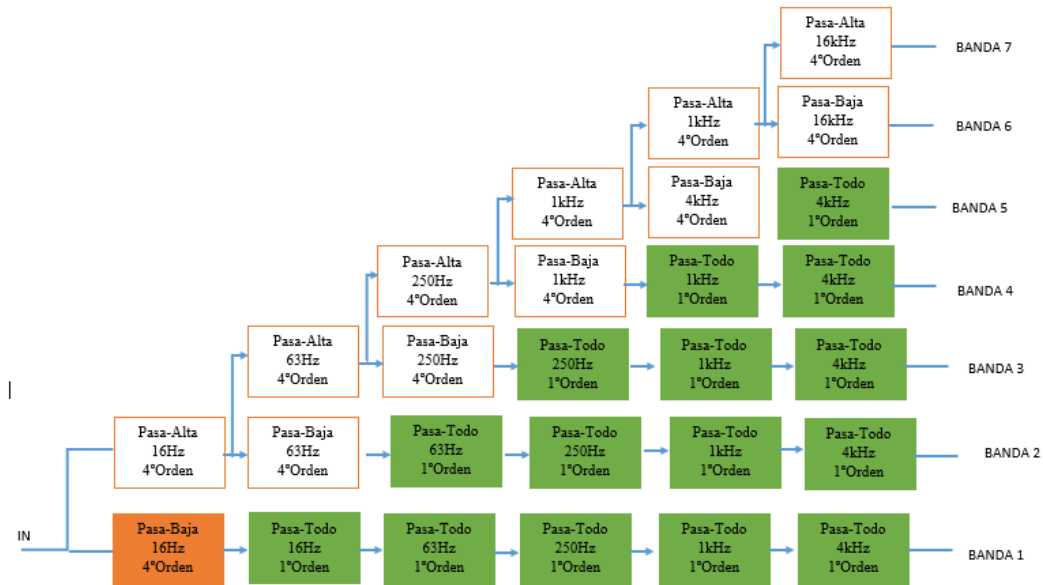 Pasa-Alta
16kHz
4°Orden
BANDA 7
Pasa-Alta
1kHz
4°Orden
Pasa-Baja
16kHz
4°Orden
BANDA 6
Pasa-Alta
1kHz
4°Orden
Pasa-Baja
4kHz
4°Orden
Pasa-Todo
4kHz
1°Orden
BANDA 5
Pasa-Alta
250Hz
4°Orden
Pasa-Baja
1kHz
4°Orden
Pasa-Todo
1kHz
1°Orden
Pasa-Todo
4kHz
1°Orden
BANDA 4
Pasa-Alta
63Hz
4°Orden
Pasa-Baja
250Hz
4°Orden
Pasa-Todo
250Hz
1°Orden
Pasa-Todo
1kHz
1°Orden
Pasa-Todo
4kHz
1°Orden
BANDA 3
Pasa-Alta
16Hz
4°Orden
Pasa-Baja
63Hz
4°Orden
Pasa-Todo
63Hz
1°Orden
Pasa-Todo
250Hz
1°Orden
Pasa-Todo
1kHz
1°Orden
Pasa-Todo
4kHz
1°Orden
BANDA 2
IN
Pasa-Baja
16Hz
4°Orden
Pasa-Todo
16Hz
1°Orden
Pasa-Todo
63Hz
1°Orden
Pasa-Todo
250Hz
1°Orden
Pasa-Todo
1kHz
1°Orden
Pasa-Todo
4kHz
1°Orden
BANDA 1